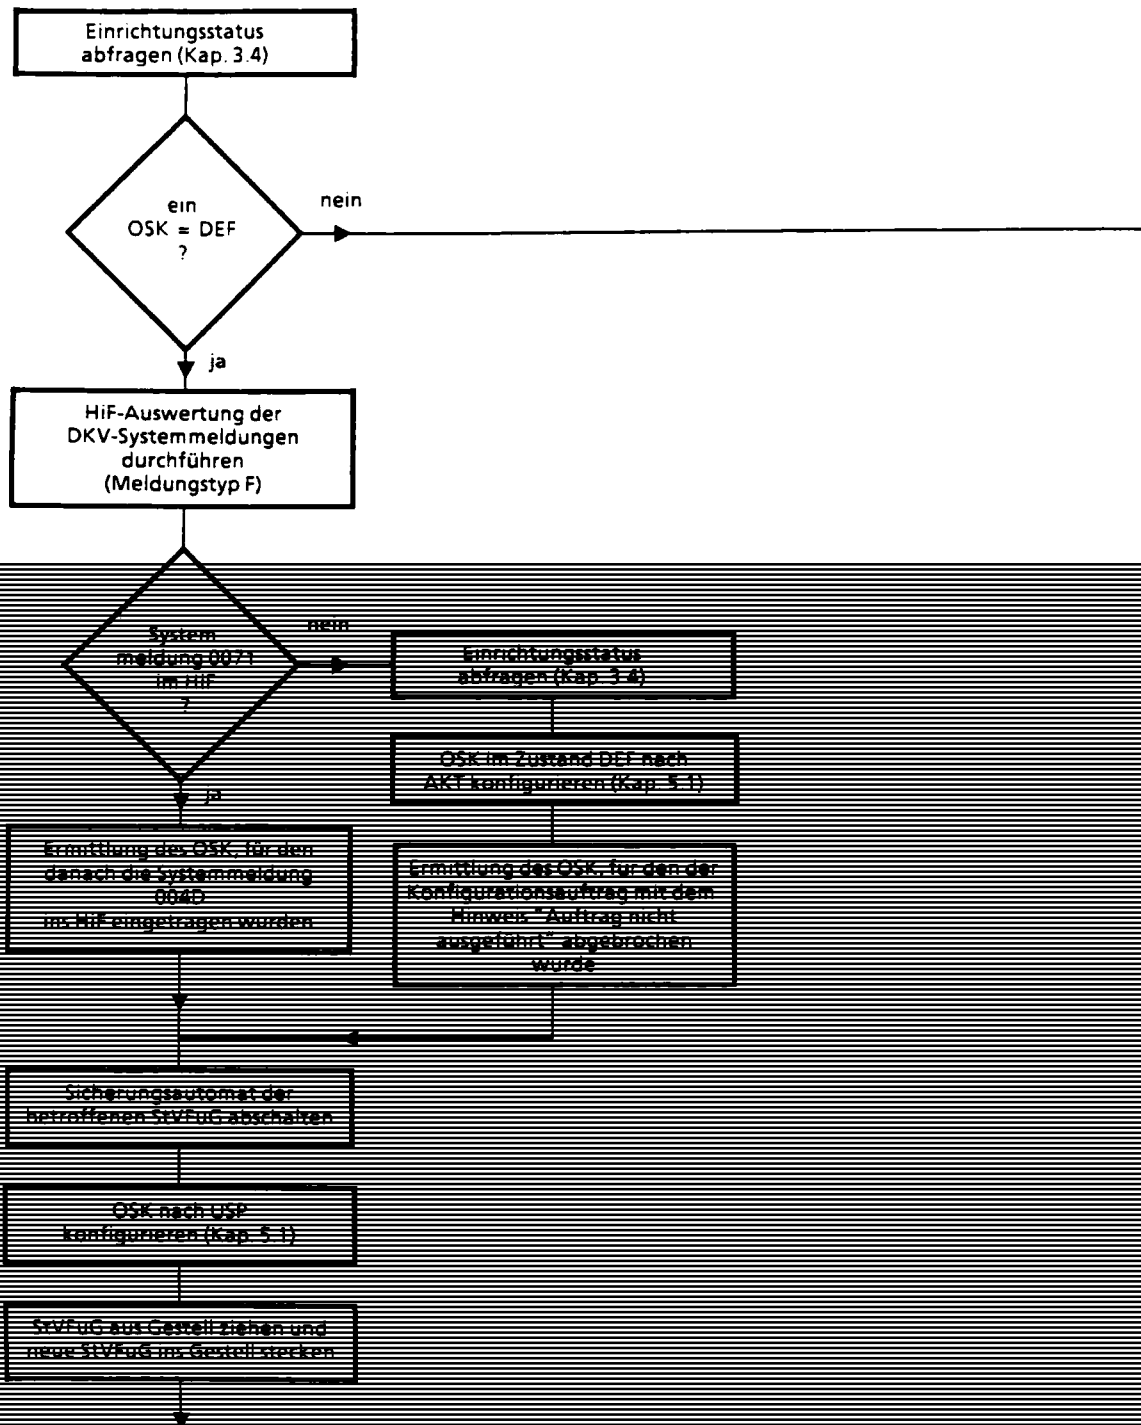 Einrichtungsstatus
abfragen (Kap. 3.4)
ein
OSK = DEF
?
nein
ja
HiF-Auswertung der
DKV-Systemmeldungen
durchführen
(Meldungstyp F)
System
meldung 0071
im HiF
?
nein
Einrichtungsstatus
abfragen (Kap. 3.4)
OSK im Zustand DEF nach
AKT konfigurieren (Kap. 5.1)
ja
Ermittlung des OSK, für den
danach die Systemmeldung
004D
ins HiF eingetragen wurden
Ermittlung des OSK, für den der
Konfigurationsauftrag mit dem
Hinweis "Auftrag nicht
ausgeführt" abgebrochen
wurde
Sicherungsautomat der
betroffenen StVFuG abschalten
OSK nach USP
konfigurieren (Kap. 5.1)
StVFuG aus Gestell ziehen und
neue StVFuG ins Gestell stecken